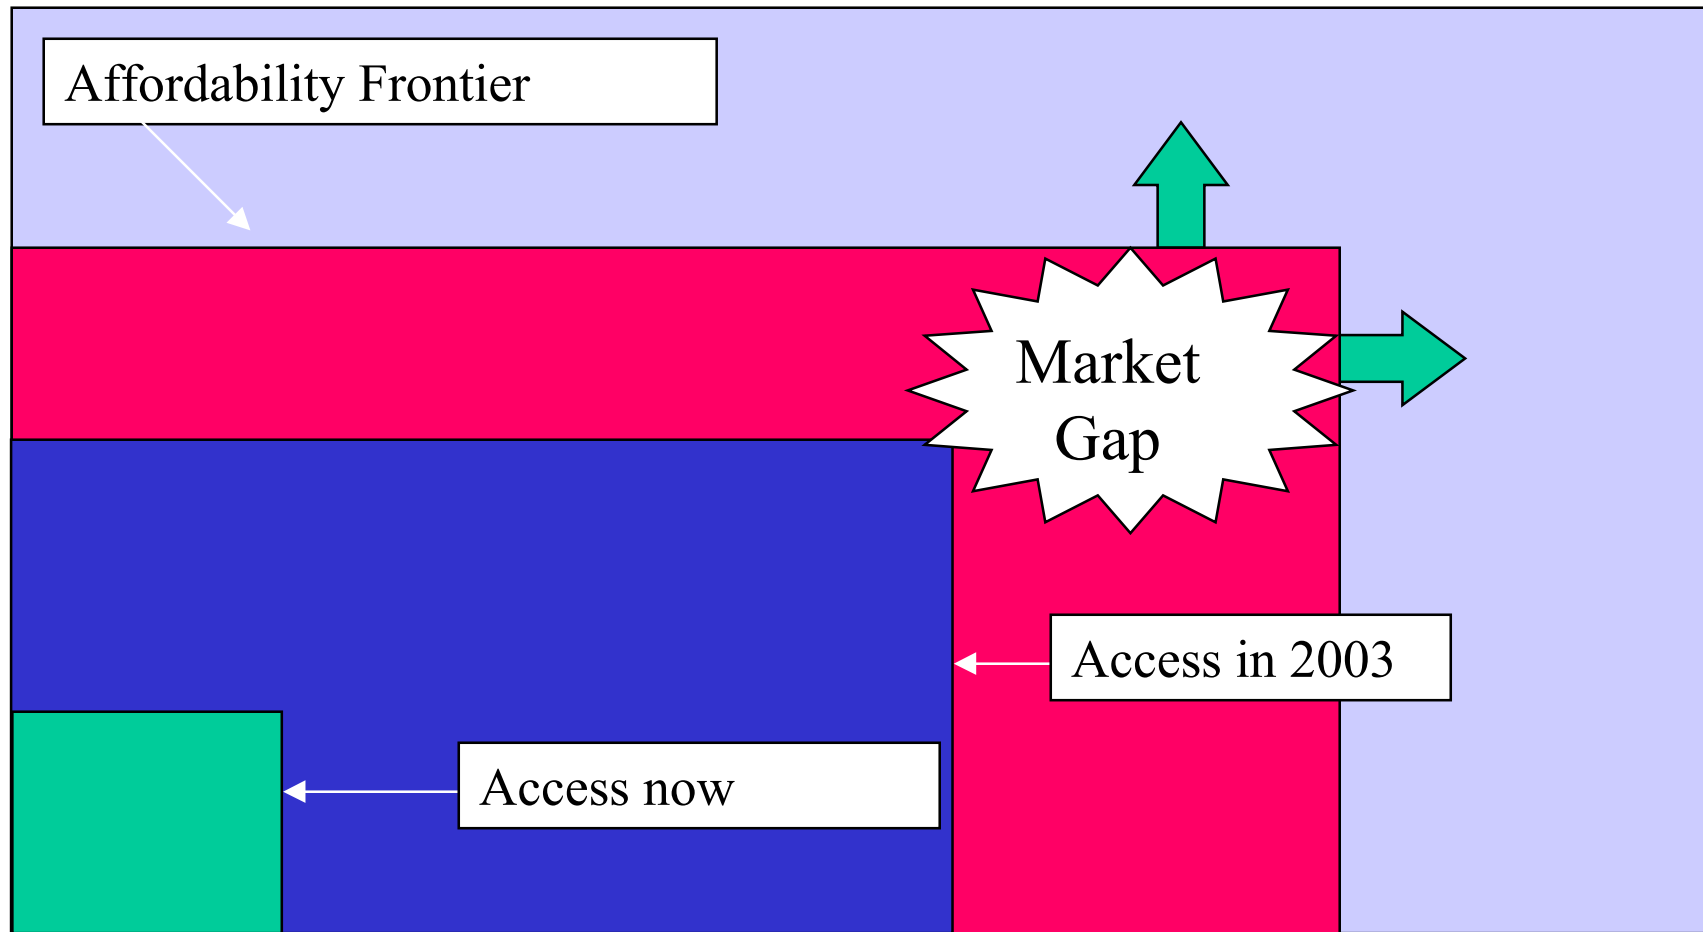 Affordability Frontier
Market
Gap
Access in 2003
Access now